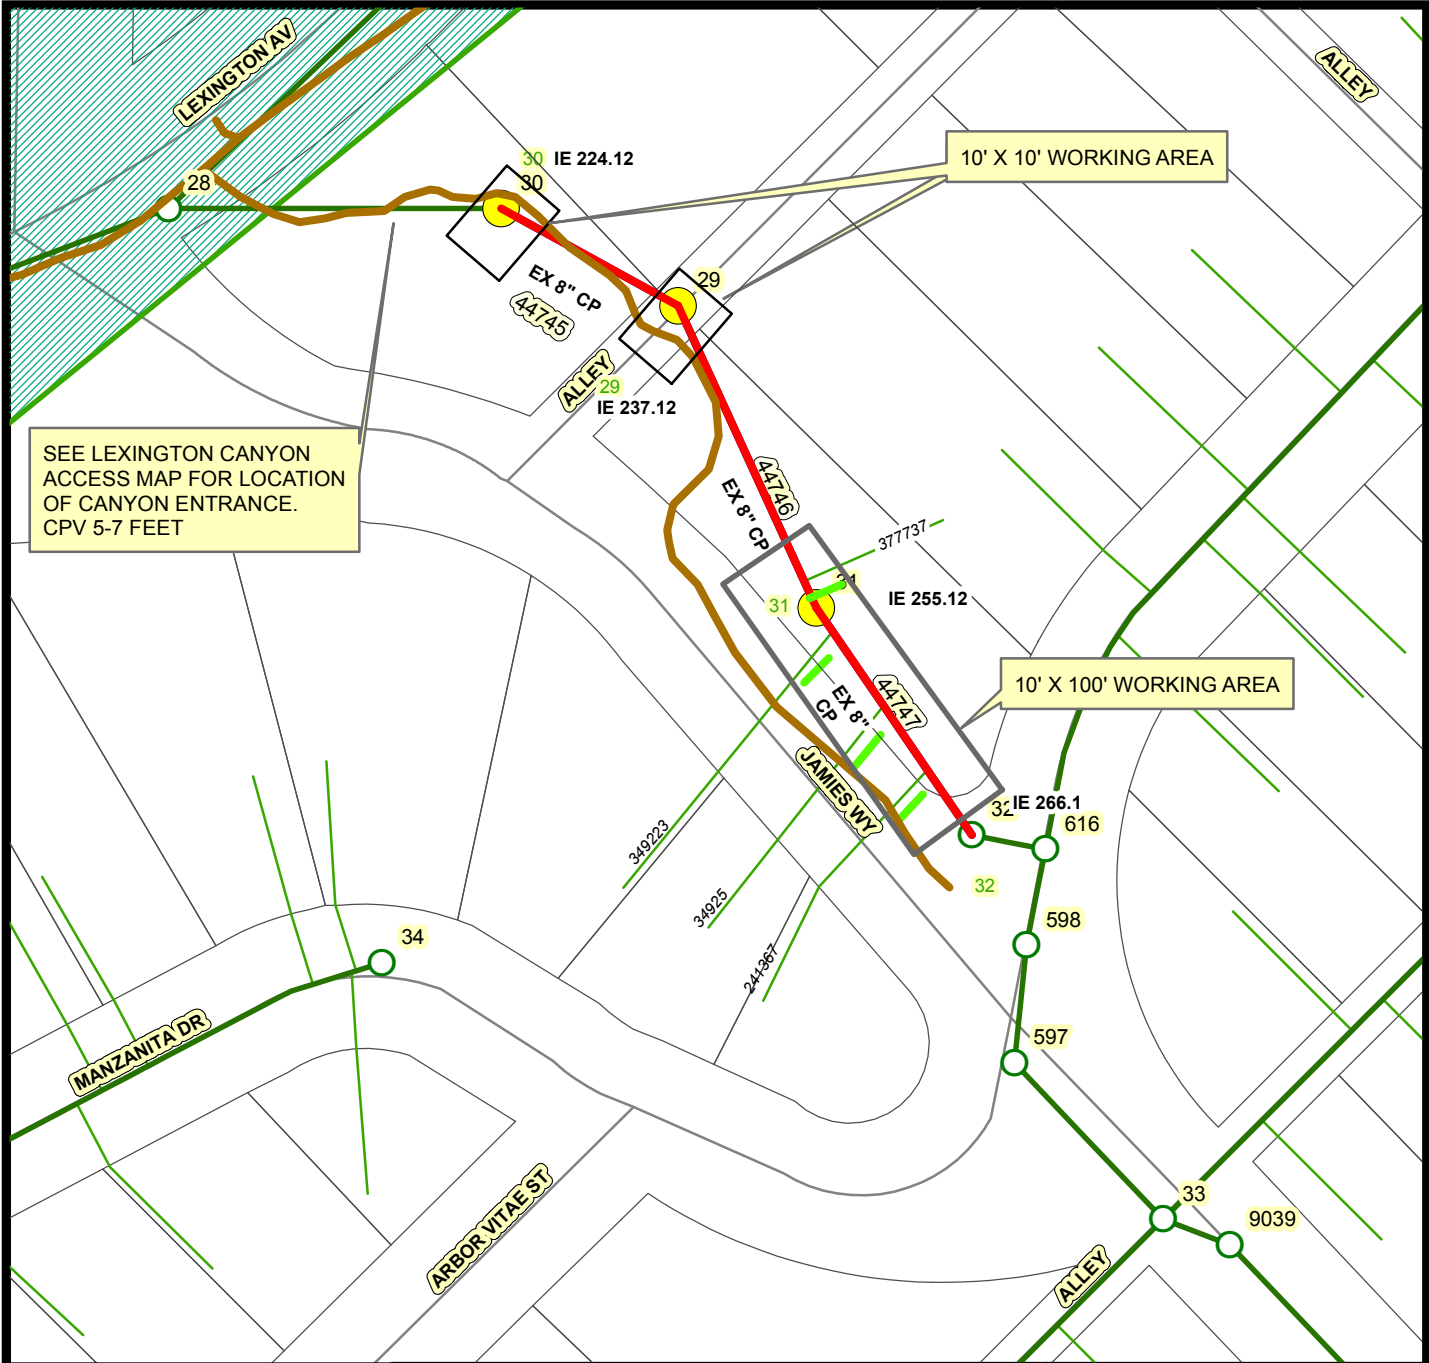 LEXINGTON AV
ALLEY
28
30
IE 224.12
30
10' X 10' WORKING AREA
29
EX 8" CP
44745
ALLEY
29
IE 237.12
SEE LEXINGTON CANYON
ACCESS MAP FOR LOCATION
OF CANYON ENTRANCE.
CPV 5-7 FEET
44746
EX 8" CP
377737
31
31
IE 255.12
10' X 100' WORKING AREA
44747
EX 8"
CP
JAMIES WY
32
IE 266.1
616
349223
34925
241367
32
598
34
597
MANZANITA DR
ARBOR VITAE ST
33
9039
ALLEY